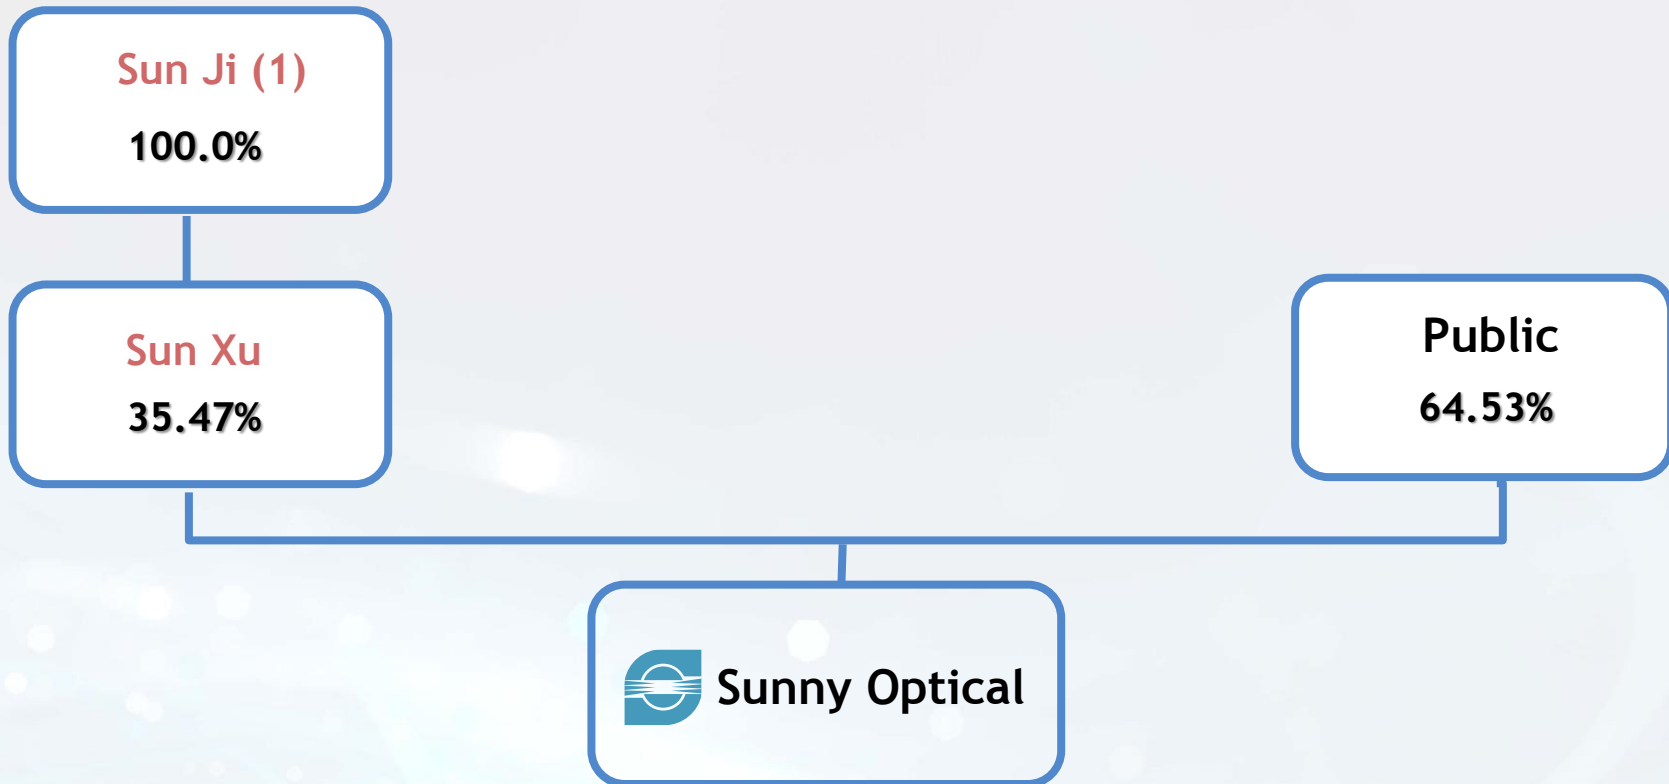 Sun Ji (1)
100.0%
Sun Xu
35.47%
Public
64.53%
Sunny Optical